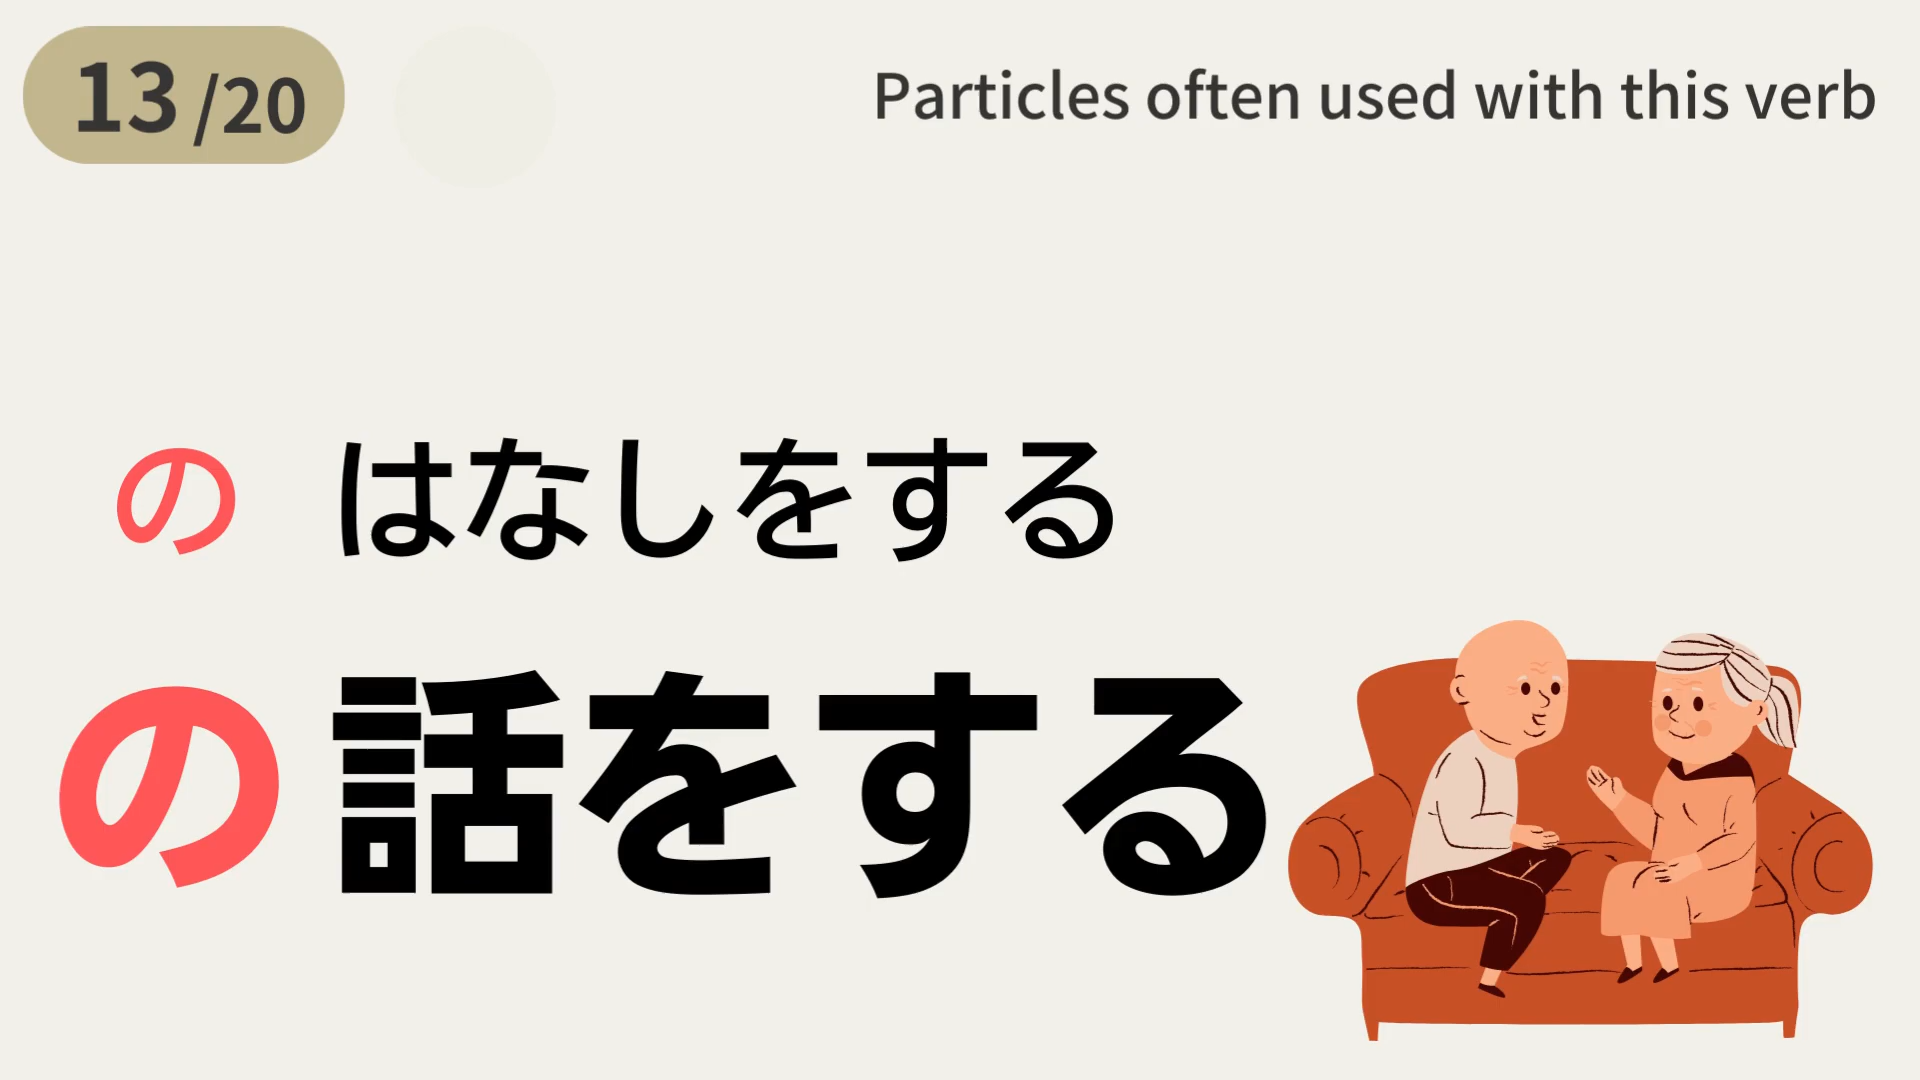 13/20
Particles often used with this verb
の はなしをする
の話をする